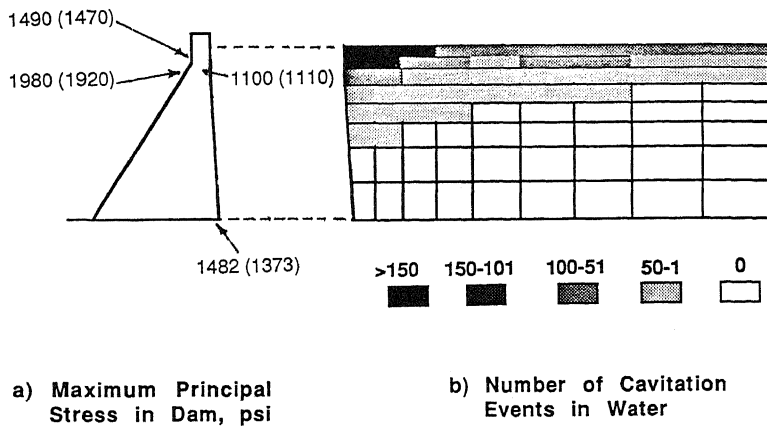 1490 (1470)
1980 (1920)
1100 (1110)
1482 (1373)
>150 150-101 100-51 50-1 0
a) Maximum Principal
Stress in Dam, psi
b) Number of Cavitation
Events in Water